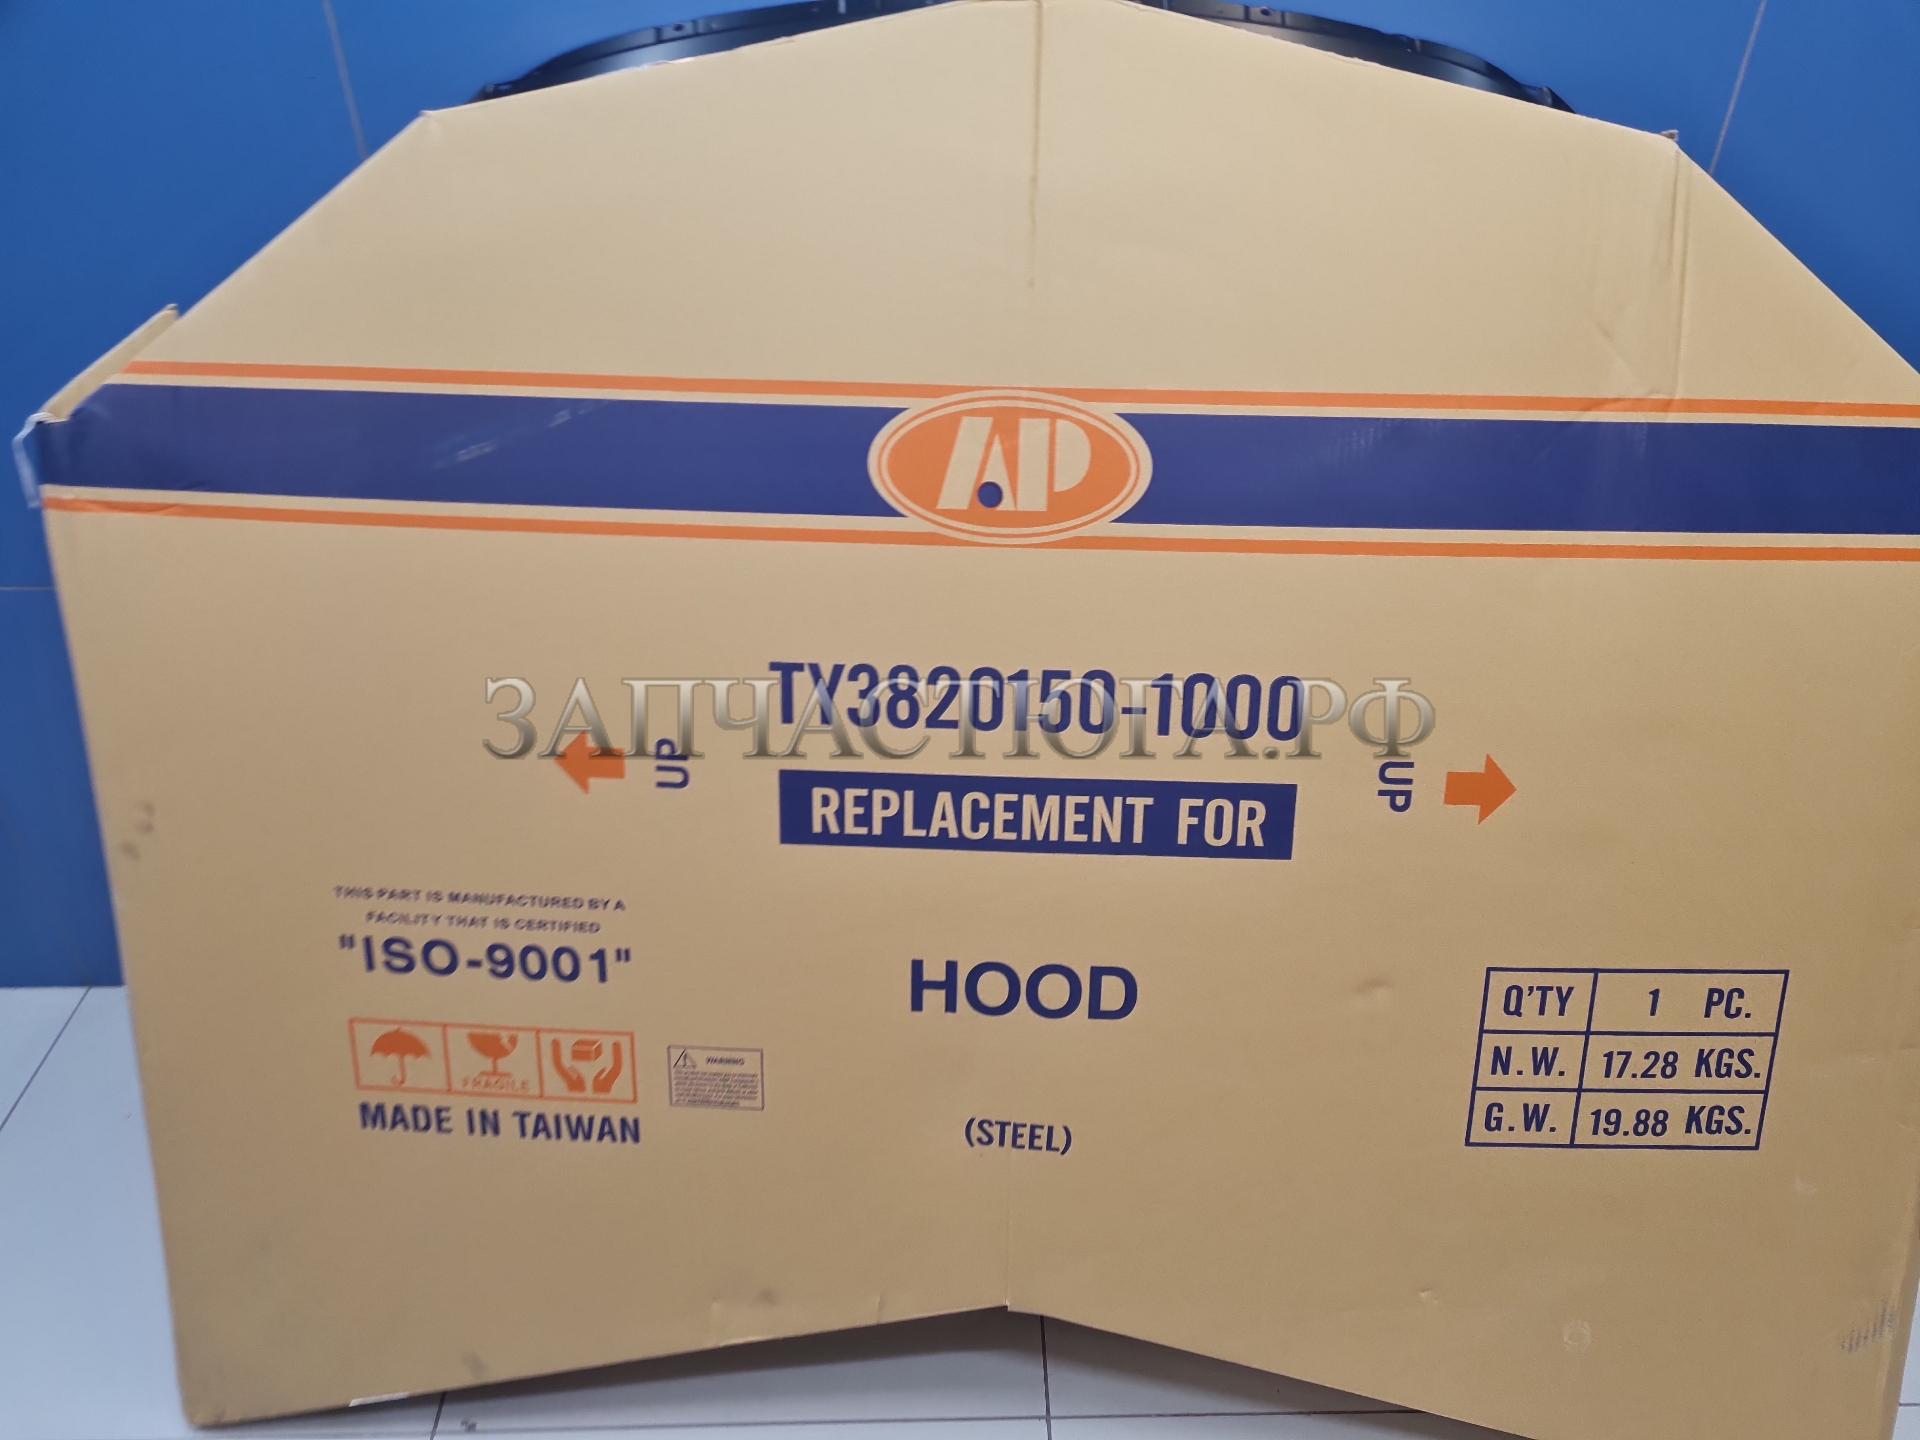 AP
TY3820150-1000
ЗАПЧАСТЮГА.РФ
UP
UP
REPLACEMENT FOR
THIS PART IS MANUFACTURED BY A
FACILITY THAT IS CERTIFIED
"ISO-9001"
HOOD
Q'TY 1 PC.
N.W. 17.28 KGS.
G.W. 19.88 KGS.
FRAGILE
WARNING
MADE IN TAIWAN
(STEEL)